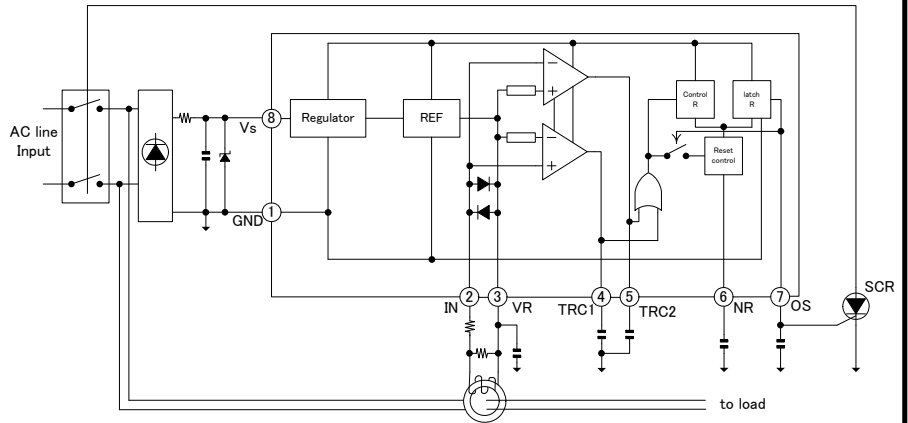 AC line
Input
8
Vs
Regulator
REF
−
+
−
+
Control
R
latch
R
Reset
control
1
GND
2
IN
3
VR
4
TRC1
5
TRC2
6
NR
7
OS
SCR
to load